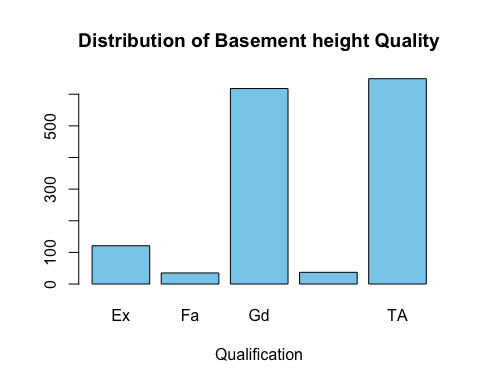 Distribution of Basement height Quality
500
300
100
0
Ex Fa Gd TA
Qualification